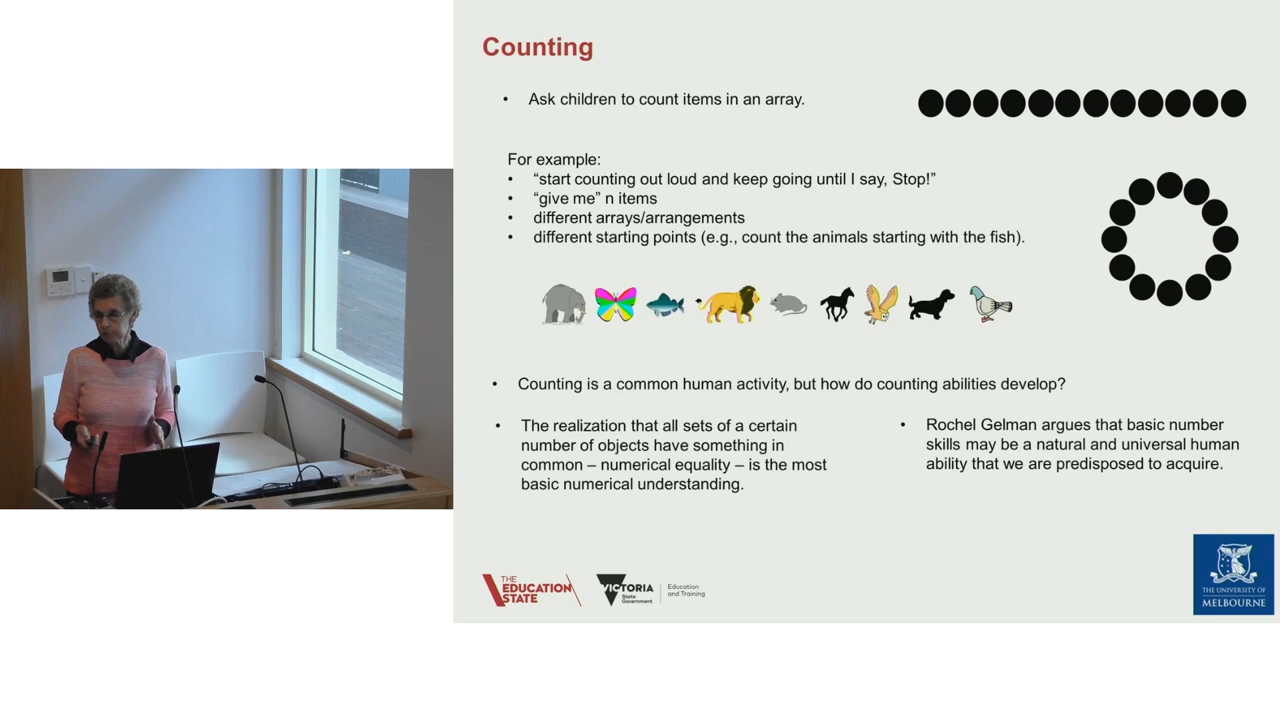 Counting
• Ask children to count items in an array.
For example:
• “start counting out loud and keep going until I say, Stop!”
• “give me” n items
• different arrays/arrangements
• different starting points (e.g., count the animals starting with the fish).
• Counting is a common human activity, but how do counting abilities develop?
• The realization that all sets of a certain
number of objects have something in
common – numerical equality – is the most
basic numerical understanding.
• Rochel Gelman argues that basic number
skills may be a natural and universal human
ability that we are predisposed to acquire.
THE
EDUCATION
STATE
VICTORIA
State
Government
Education
and Training
THE UNIVERSITY OF
MELBOURNE